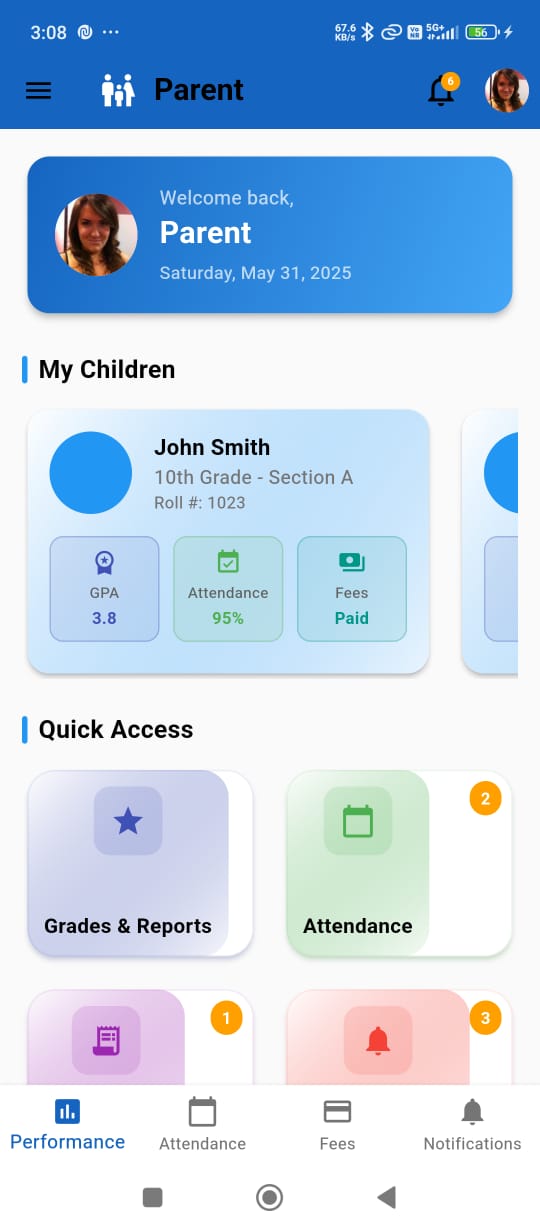 3:08
67.6
KB/s
Vo
NR
5G+
56
Parent
6
Welcome back,
Parent
Saturday, May 31, 2025
My Children
John Smith
10th Grade - Section A
Roll #: 1023
GPA
Attendance
Fees
3.8
95%
Paid
Quick Access
2
Grades & Reports
Attendance
1
3
Performance
Attendance
Fees
Notifications